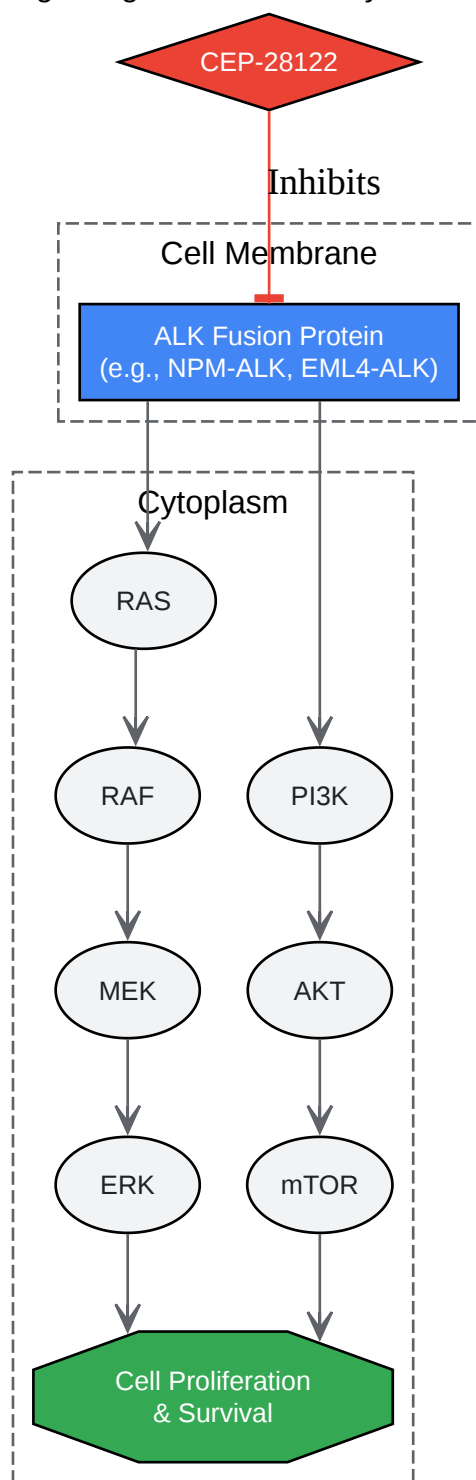 CEP-28122
Inhibits
Cell Membrane
ALK Fusion Protein
(e.g., NPM-ALK, EML4-ALK)
Cytoplasm
RAS
RAF
PI3K
MEK
AKT
ERK
mTOR
Cell Proliferation
& Survival